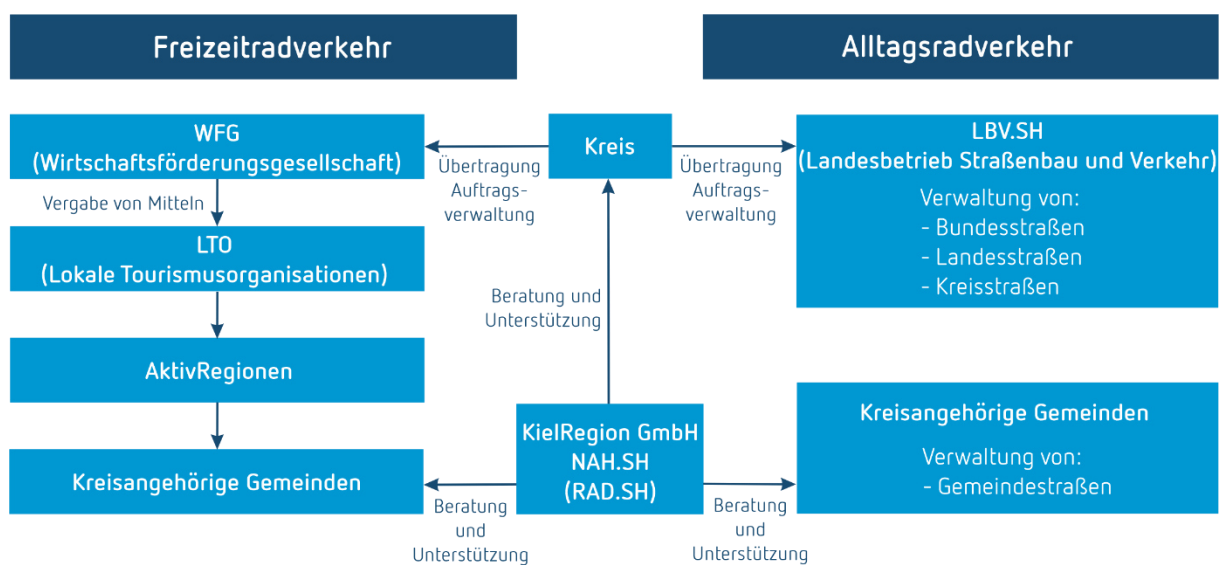 Freizeitradverkehr
Alltagsradverkehr
WFG
(Wirtschaftsförderungsgesellschaft)
Vergabe von Mitteln
LTO
(Lokale Tourismusorganisationen)
AktivRegionen
Kreisangehörige Gemeinden
Kreis
Übertragung
Auftrags-
verwaltung
Übertragung
Auftrags-
verwaltung
Beratung und
Unterstützung
KielRegion GmbH
NAH.SH
(RAD.SH)
Beratung
und
Unterstützung
Beratung
und
Unterstützung
LBV.SH
(Landesbetrieb Straßenbau und Verkehr)
Verwaltung von:
- Bundesstraßen
- Landesstraßen
- Kreisstraßen
Kreisangehörige Gemeinden
Verwaltung von:
- Gemeindestraßen